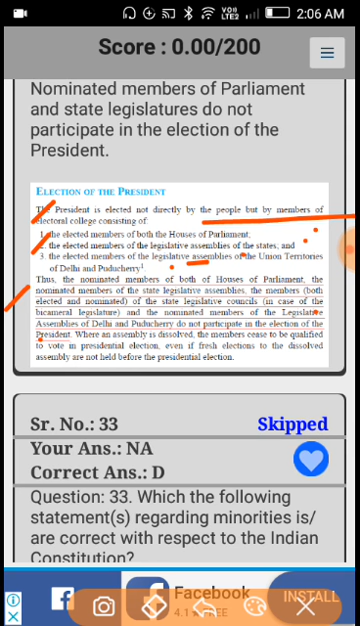 VoD
LTE2
2:06 AM
Score : 0.00/200
Nominated members of Parliament
and state legislatures do not
participate in the election of the
President.
ELECTION OF THE PRESIDENT
The President is elected not directly by the people but by members of
electoral college consisting of:
1. the elected members of both the Houses of Parliament;
2. the elected members of the legislative assemblies of the states; and
3. the elected members of the legislative assemblies of the Union Territories
of Delhi and Puducherry1
Thus, the nominated members of both of Houses of Parliament, the
nominated members of the state legislative assemblies, the members (both
elected and nominated) of the state legislative councils (in case of the
bicameral legislature) and the nominated members of the Legislative
Assemblies of Delhi and Puducherry do not participate in the election of the
President. Where an assembly is dissolved, the members cease to be qualified
to vote in presidential election, even if fresh elections to the dissolved
assembly are not held before the presidential election.
Sr. No.: 33 Skipped
Your Ans.: NA
Correct Ans.: D
Question: 33. Which the following
statement(s) regarding minorities is/
are correct with respect to the Indian
Constitution?
Facebook
4.1
INSTALL